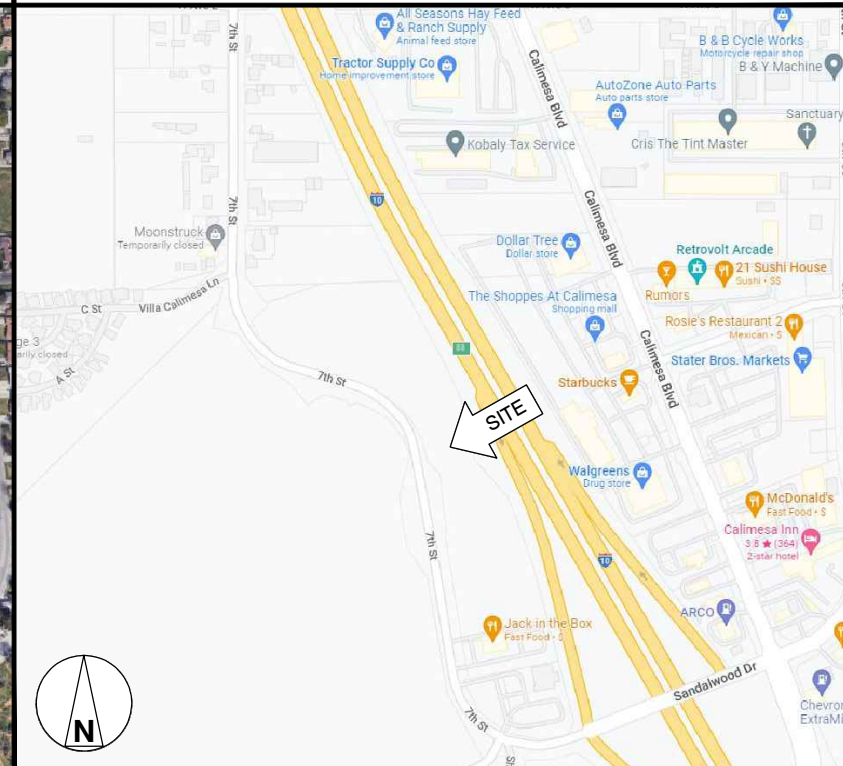 7th St
All Seasons Hay Feed
& Ranch Supply
Animal feed store
Tractor Supply Co
Home improvement store
Calimesa Blvd
B & B Cycle Works
Motorcycle repair shop
B & Y Machine
AutoZone Auto Parts
Auto parts store
Sanctuary
Kobaly Tax Service
Cris The Tint Master
10
7th St
Moonstruck
Temporarily closed
Calimesa Blvd
Dollar Tree
Dollar store
Retrovolt Arcade
21 Sushi House
Sushi • $$
Rumors
C St
Villa Calimesa Ln
The Shoppes At Calimesa
Shopping mall
Rosie's Restaurant 2
Mexican • $
ge 3
arily closed
A St
88
Calimesa Blvd
Stater Bros. Markets
7th St
Starbucks
SITE
Walgreens
Drug store
McDonald's
Fast Food • $
Calimesa Inn
3.8 ★ (364)
2-star hotel
7th St
10
ARCO
Jack in the Box
Fast Food • $
Sandalwood Dr
Chevron
ExtraMi
7th St
N